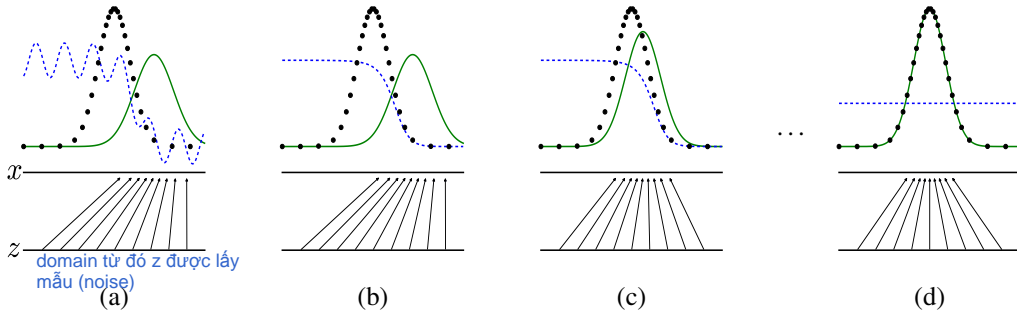 ...
x
z
domain từ đó z được lấy
mẫu (noise)
(a)
(b)
(c)
(d)